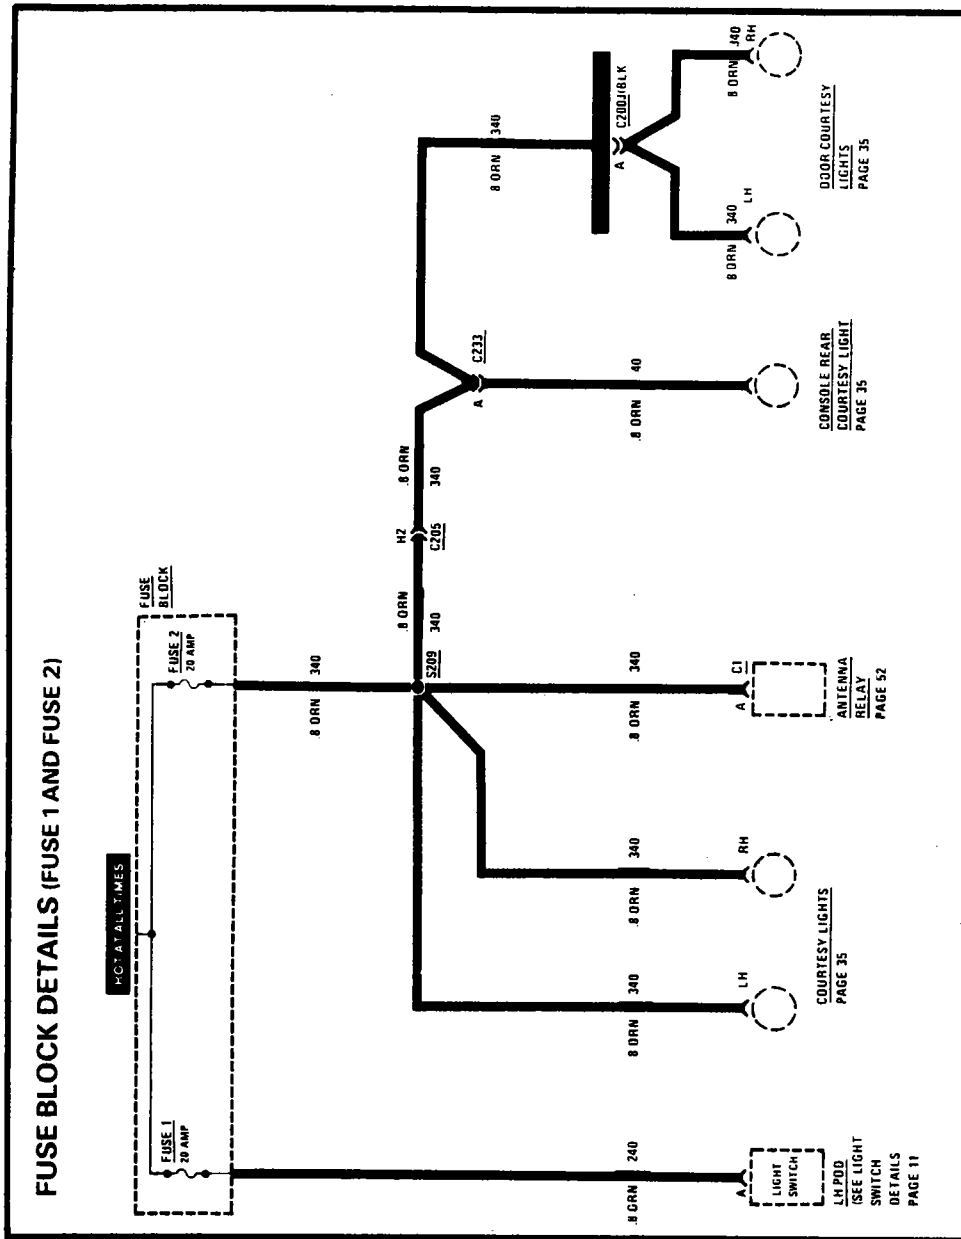 FUSE BLOCK DETAILS (FUSE 1 AND FUSE 2)
HOT AT ALL TIMES
FUSE
BLOCK
FUSE 1
20 AMP
FUSE 2
20 AMP
.8 ORN
340
.8 ORN
340
S209
H2
C205
.8 ORN
340
C233
A
8 ORN
340
C200J(BLK
A
.8 GRN
240
A
LIGHT
SWITCH
LH POD
(SEE LIGHT
SWITCH
DETAILS
PAGE 11
8 ORN
340
LH
.8 ORN
340
RH
COURTESY LIGHTS
PAGE 35
.8 ORN
340
A
C1
ANTENNA
RELAY
PAGE 52
.8 ORN
40
CONSOLE REAR
COURTESY LIGHT
PAGE 35
8 ORN
340
LH
8 ORN
340
RH
DOOR COURTESY
LIGHTS
PAGE 35